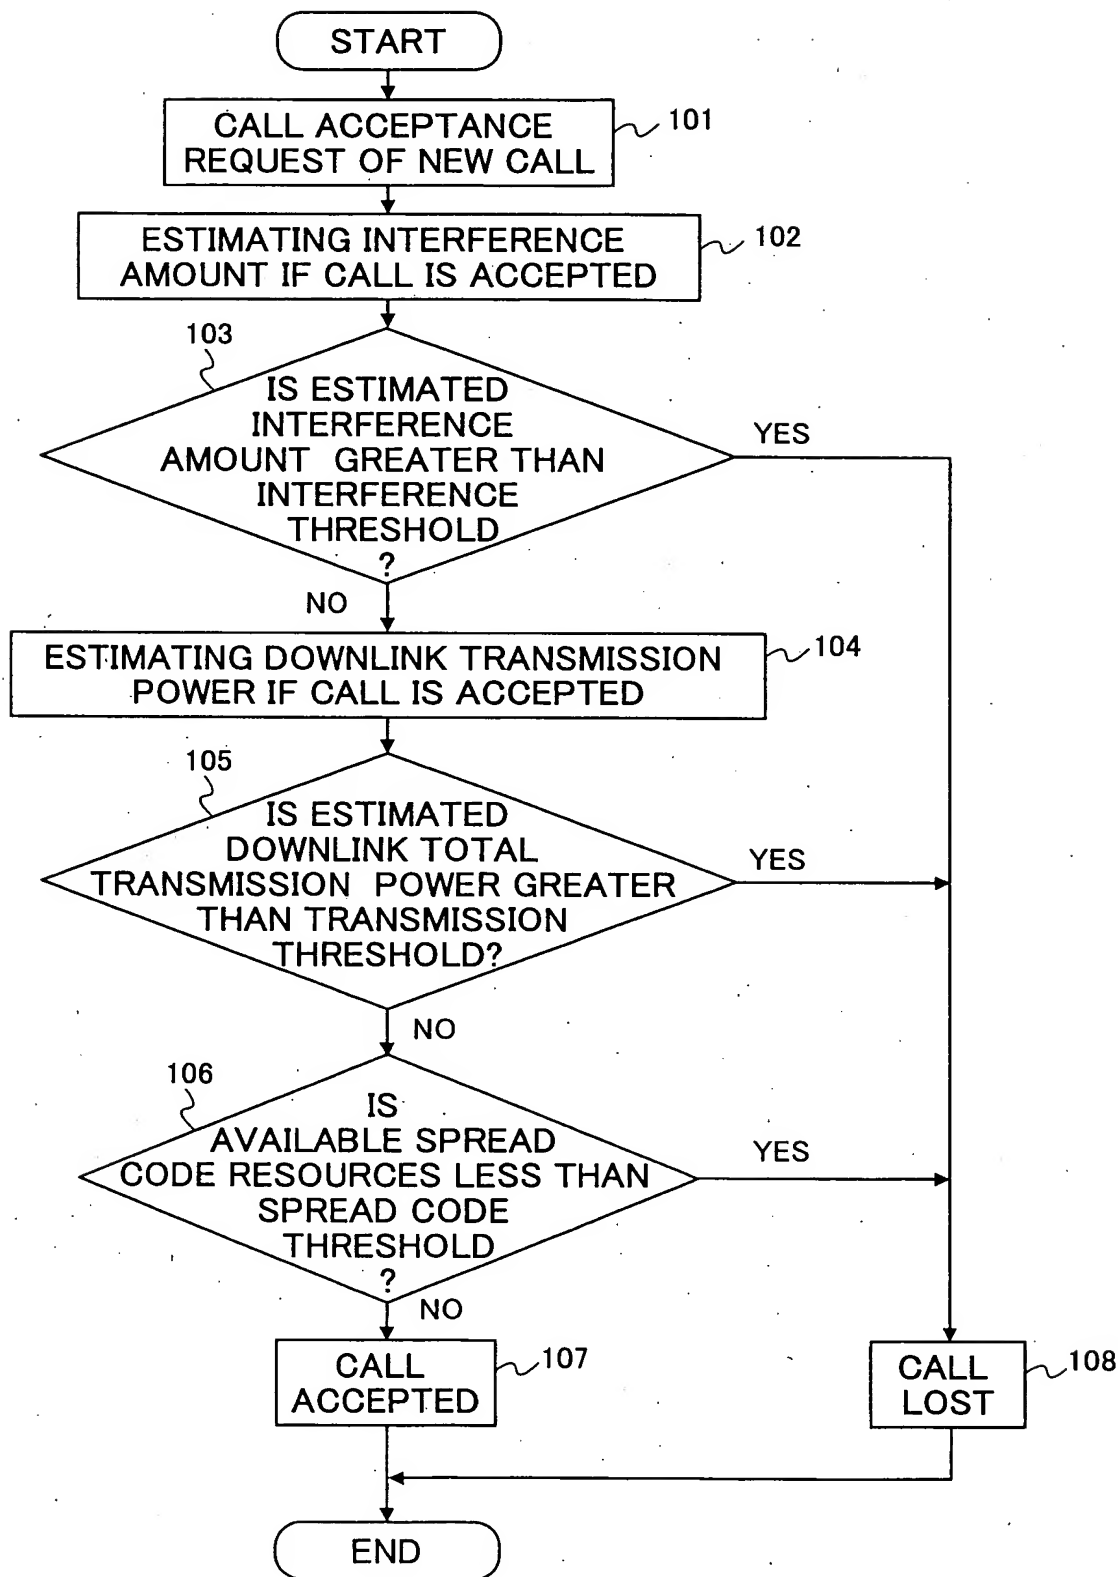 START
CALL ACCEPTANCE
REQUEST OF NEW CALL
101
ESTIMATING INTERFERENCE
AMOUNT IF CALL IS ACCEPTED
102
103
IS ESTIMATED
INTERFERENCE
AMOUNT GREATER THAN
INTERFERENCE
THRESHOLD
?
YES
NO
ESTIMATING DOWNLINK TRANSMISSION
POWER IF CALL IS ACCEPTED
104
105
IS ESTIMATED
DOWNLINK TOTAL
TRANSMISSION POWER GREATER
THAN TRANSMISSION
THRESHOLD?
YES
NO
106
IS
AVAILABLE SPREAD
CODE RESOURCES LESS THAN
SPREAD CODE
THRESHOLD
?
YES
NO
CALL
ACCEPTED
107
CALL
LOST
108
END